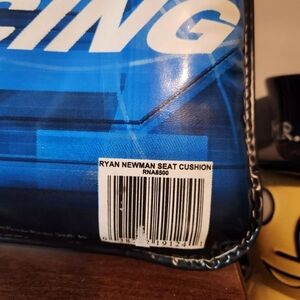 CING
RYAN NEWMAN SEAT CUSHION
RNA8500